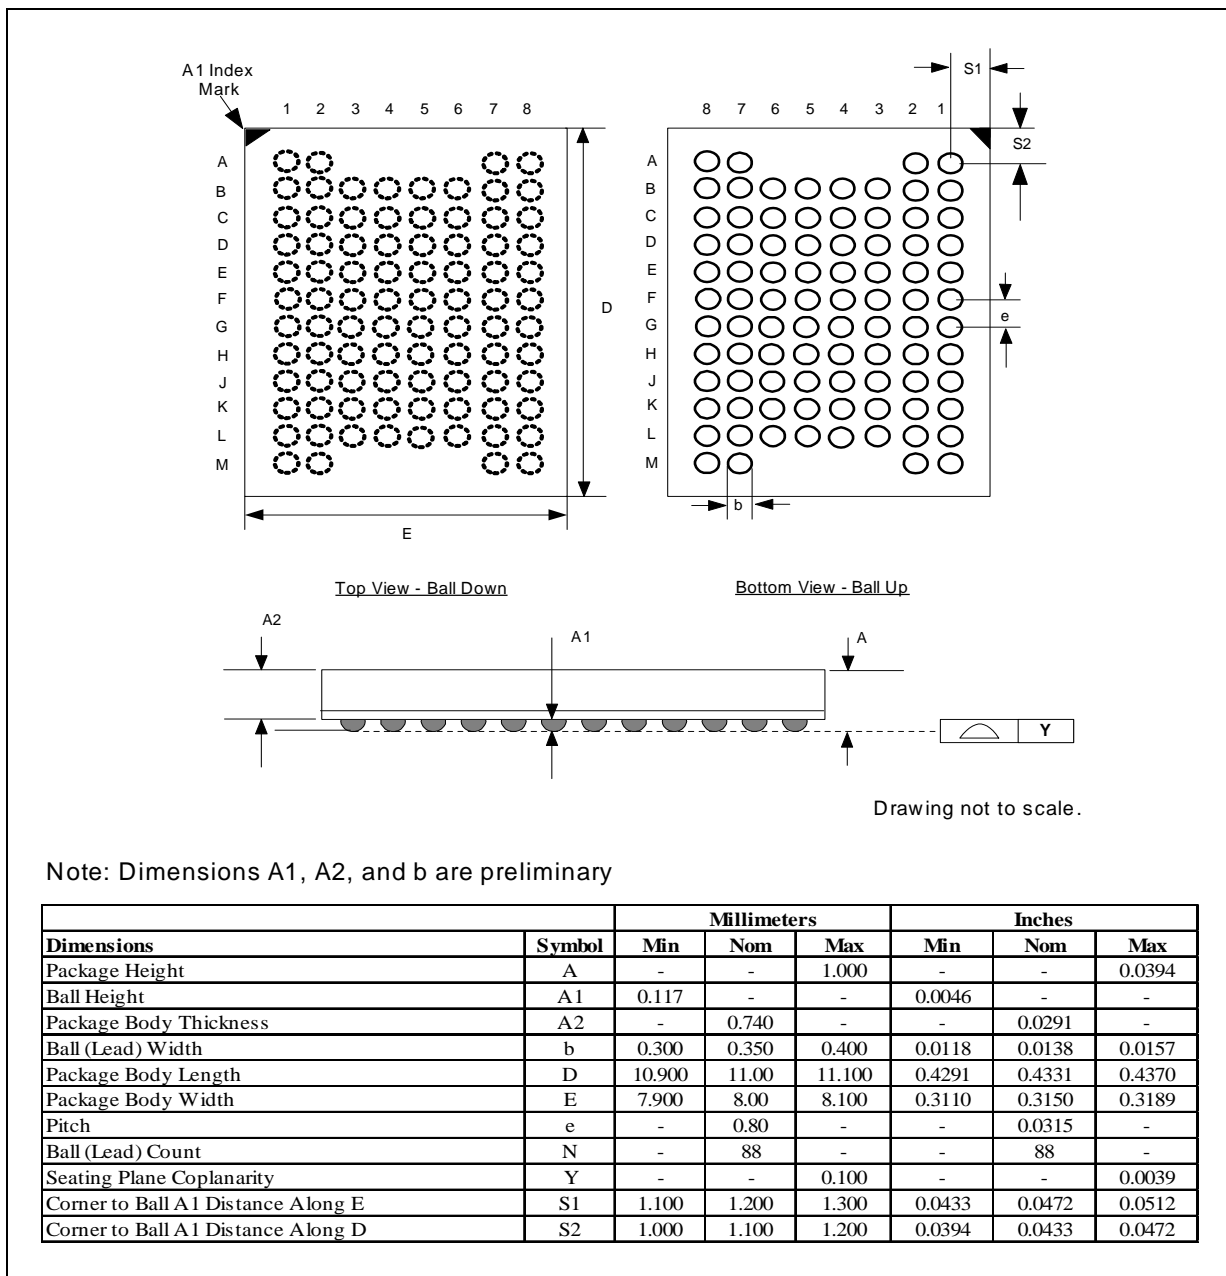 A1 Index
Mark
1 2 3 4 5 6 7 8
A
B
C
D
E
F
G
H
J
K
L
M
D
E
8 7 6 5 4 3 2 1
S1
S2
A
B
C
D
E
F
G
H
J
K
L
M
e
b
Top View - Ball Down
Bottom View - Ball Up
A2
A1
A
Y
Drawing not to scale.
Note: Dimensions A1, A2, and b are preliminary
Millimeters Inches
Dimensions Symbol Min Nom Max Min Nom Max
Package Height A - - 1.000 - - 0.0394
Ball Height A1 0.117 - - 0.0046 - -
Package Body Thickness A2 - 0.740 - - 0.0291 -
Ball (Lead) Width b 0.300 0.350 0.400 0.0118 0.0138 0.0157
Package Body Length D 10.900 11.00 11.100 0.4291 0.4331 0.4370
Package Body Width E 7.900 8.00 8.100 0.3110 0.3150 0.3189
Pitch e - 0.80 - - 0.0315 -
Ball (Lead) Count N - 88 - - 88 -
Seating Plane Coplanarity Y - - 0.100 - - 0.0039
Corner to Ball A1 Distance Along E S1 1.100 1.200 1.300 0.0433 0.0472 0.0512
Corner to Ball A1 Distance Along D S2 1.000 1.100 1.200 0.0394 0.0433 0.0472